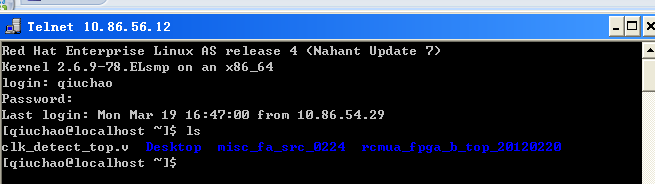 Telnet 10.86.56.12
Red Hat Enterprise Linux AS release 4 (Nahant Update 7)
Kernel 2.6.9-78.ELsmp on an x86_64
login: qiuchao
Password:
Last login: Mon Mar 19 16:47:00 from 10.86.54.29
[qiuchao@localhost ~]$ ls
clk_detect_top.v Desktop misc_fa_src_0224 rcmua_fpga_b_top_20120220
[qiuchao@localhost ~]$